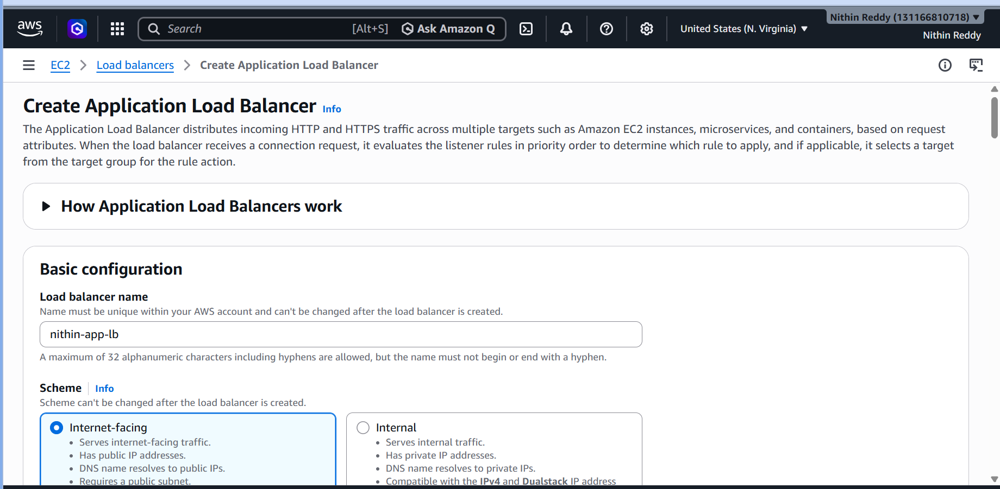 aws
Search [Alt+S] Ask Amazon Q
United States (N. Virginia) ▼
Nithin Reddy (131166810718) ▼
Nithin Reddy
EC2 > Load balancers > Create Application Load Balancer
Create Application Load Balancer Info
The Application Load Balancer distributes incoming HTTP and HTTPS traffic across multiple targets such as Amazon EC2 instances, microservices, and containers, based on request
attributes. When the load balancer receives a connection request, it evaluates the listener rules in priority order to determine which rule to apply, and if applicable, it selects a target
from the target group for the rule action.
How Application Load Balancers work
Basic configuration
Load balancer name
Name must be unique within your AWS account and can't be changed after the load balancer is created.
nithin-app-lb
A maximum of 32 alphanumeric characters including hyphens are allowed, but the name must not begin or end with a hyphen.
Scheme Info
Scheme can't be changed after the load balancer is created.
Internet-facing
• Serves internet-facing traffic.
• Has public IP addresses.
• DNS name resolves to public IPs.
• Requires a public subnet.
Internal
• Serves internal traffic.
• Has private IP addresses.
• DNS name resolves to private IPs.
• Compatible with the IPv4 and Dualstack IP address